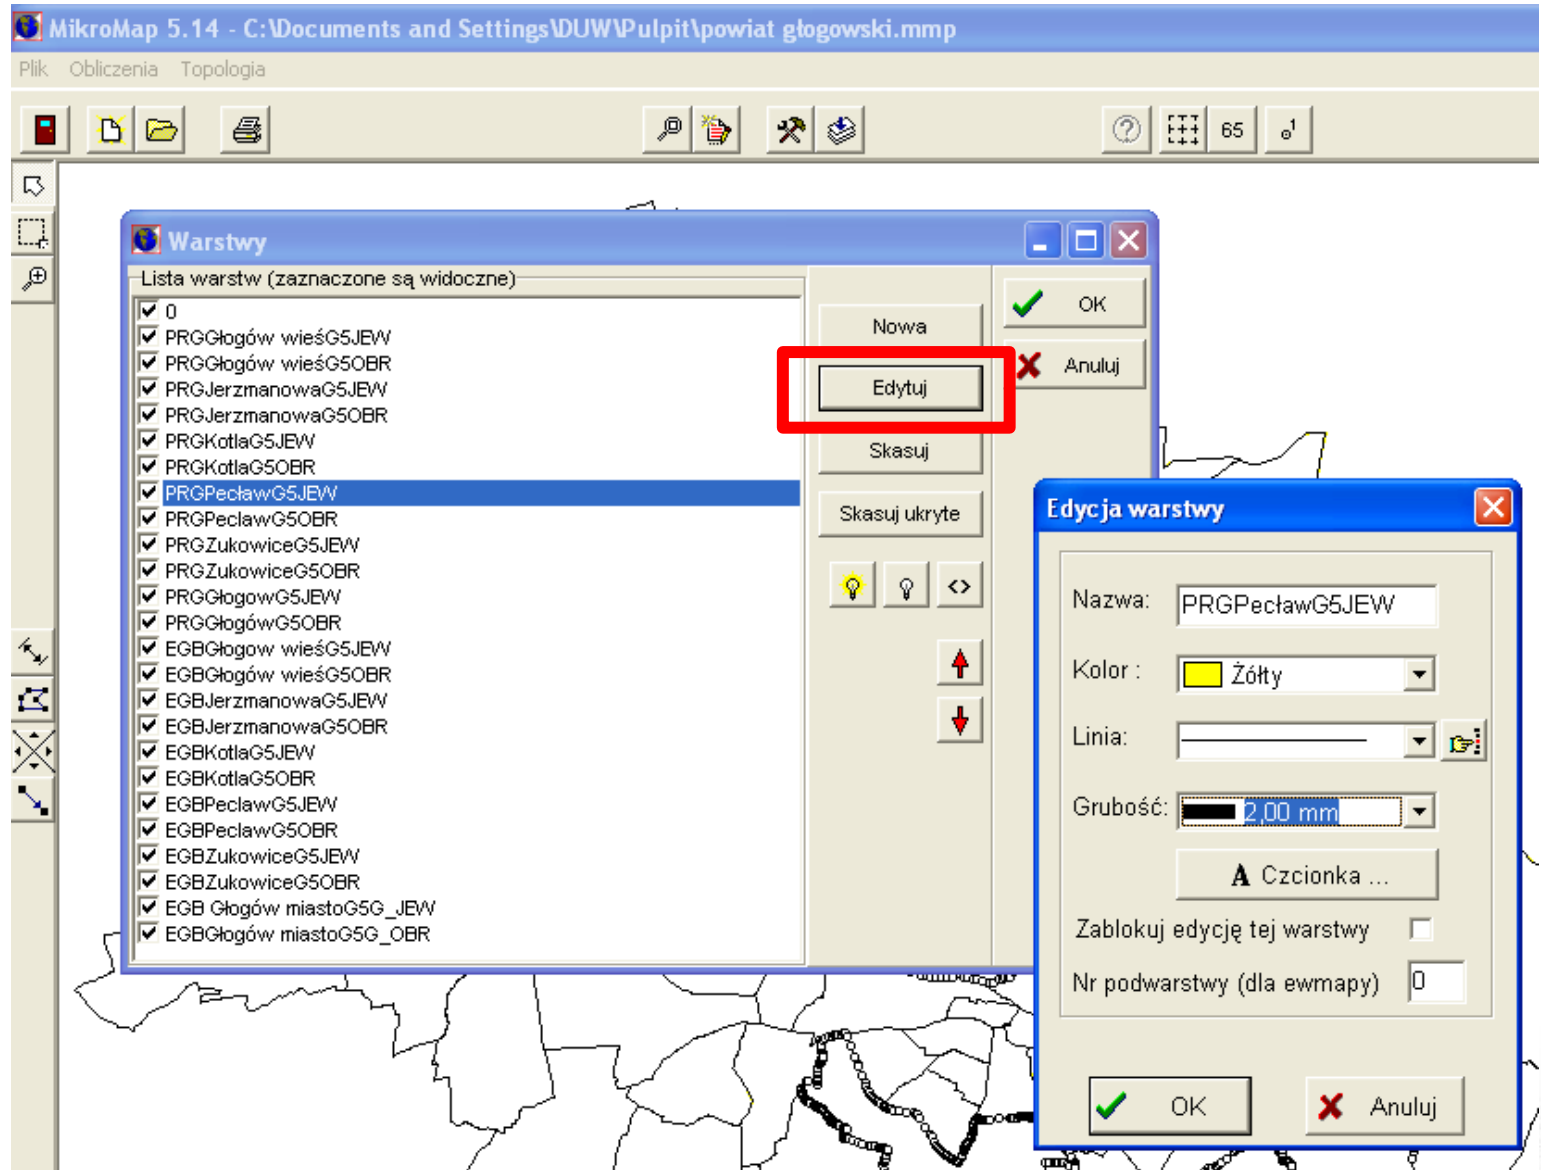 MikroMap 5.14 - C:\Documents and Settings\DUW\Pulpit\powiat głogowski.mmp
Plik Obliczenia Topologia
65
1
Warstwy
Lista warstw (zaznaczone są widoczne)
0
PRGGłogów wieśG5JEW
PRGGłogów wieśG5OBR
PRGJerzmanowaG5JEW
PRGJerzmanowaG5OBR
PRGKotlaG5JEW
PRGKotlaG5OBR
PRGPecławG5JEW
PRGPeclawG5OBR
PRGZukowiceG5JEW
PRGZukowiceG5OBR
PRGGłogowG5JEW
PRGGłogówG5OBR
EGBGłogow wieśG5JEW
EGBGłogów wieśG5OBR
EGBJerzmanowaG5JEW
EGBJerzmanowaG5OBR
EGBKotlaG5JEW
EGBKotlaG5OBR
EGBPeclawG5JEW
EGBPeclawG5OBR
EGBZukowiceG5JEW
EGBZukowiceG5OBR
EGB Głogów miastoG5G_JEW
EGBGłogów miastoG5G_OBR
Nowa
Edytuj
Skasuj
Skasuj ukryte
<>
OK
Anuluj
Edycja warstwy
Nazwa: PRGPecławG5JEW
Kolor : Żółty
Linia:
Grubość: 2,00 mm
A Czcionka ...
Zablokuj edycję tej warstwy
Nr podwarstwy (dla ewmapy) 0
OK Anuluj